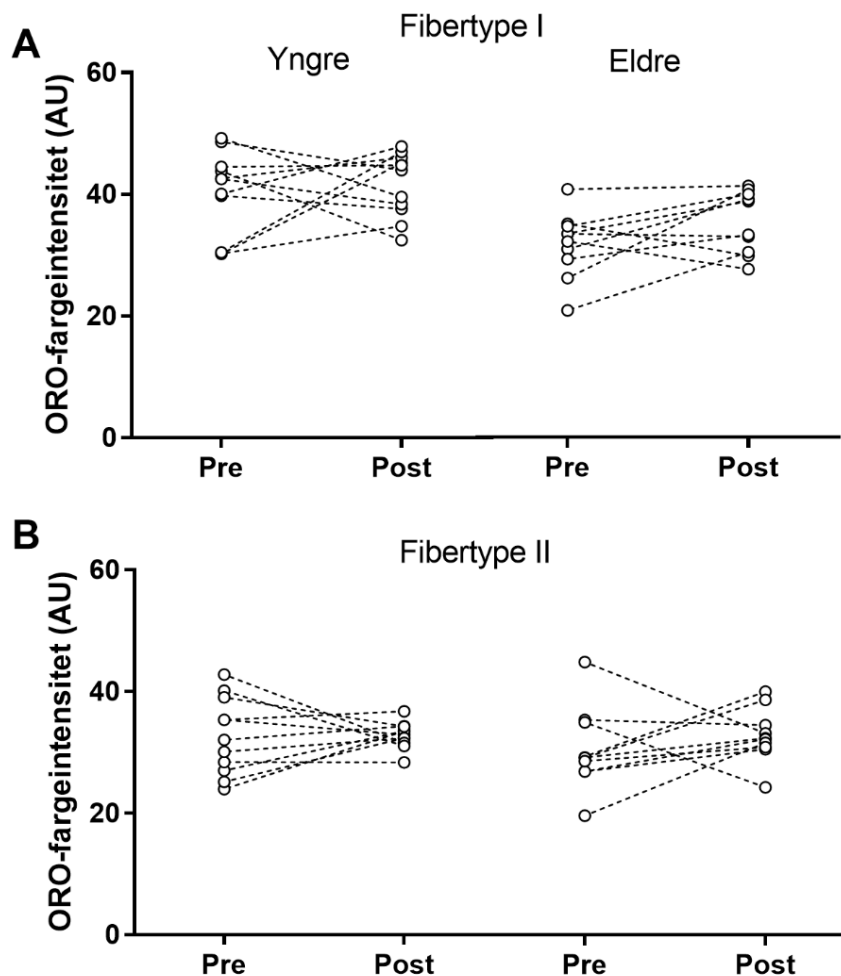 A
Fibertype I
Yngre
Eldre
ORO-fargeintensitet (AU)
60
40
20
0
Pre
Post
Pre
Post
B
Fibertype II
ORO-fargeintensitet (AU)
60
40
20
0
Pre
Post
Pre
Post